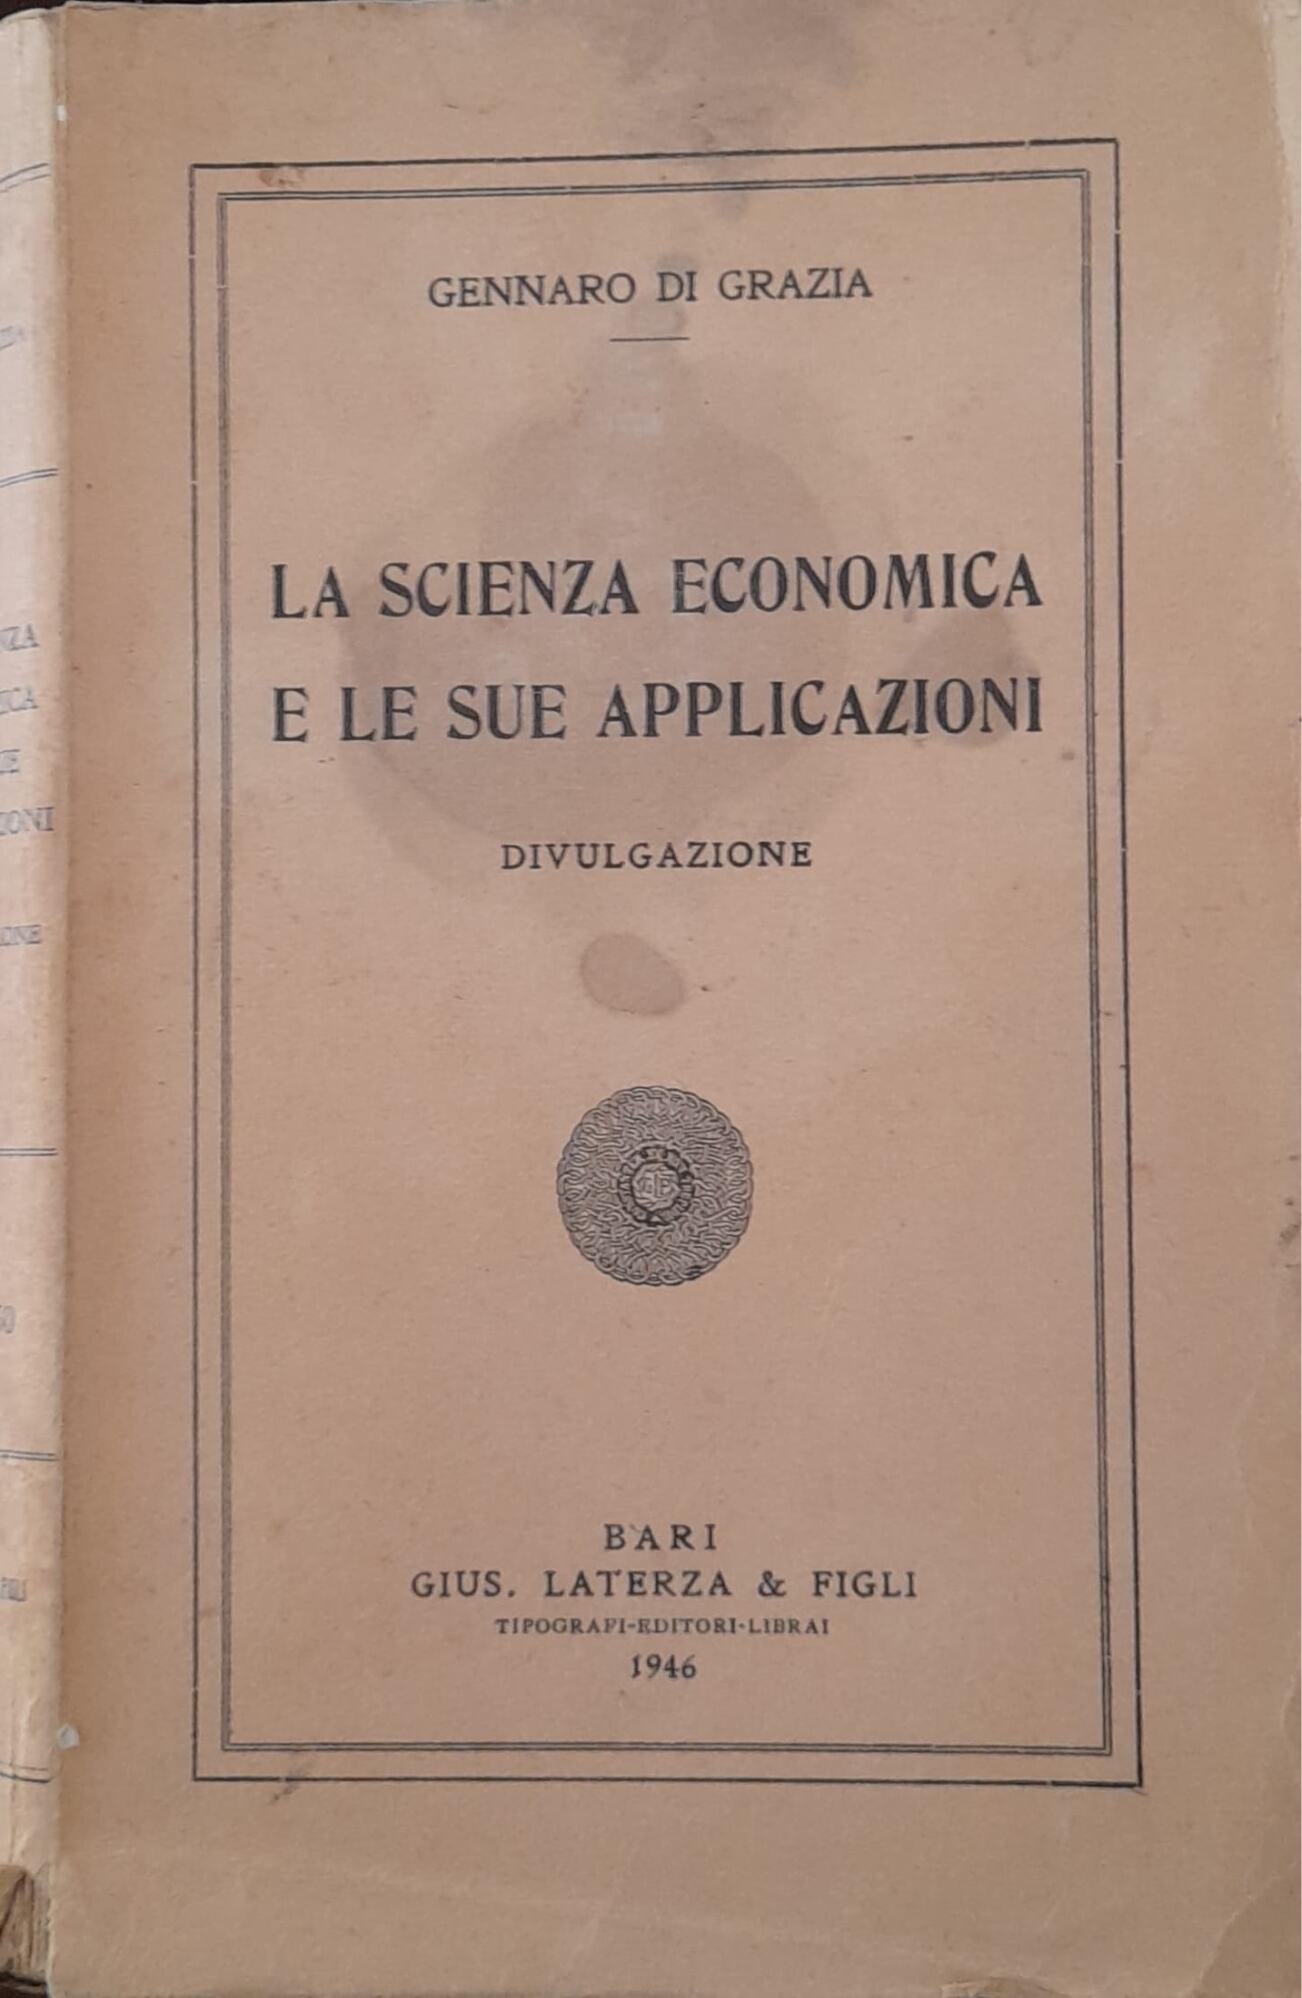 GENNARO DI GRAZIA
LA SCIENZA ECONOMICA
E LE SUE APPLICAZIONI
DIVULGAZIONE
BARI
GIUS. LATERZA & FIGLI
TIPOGRAFI-EDITORI-LIBRAI
1946